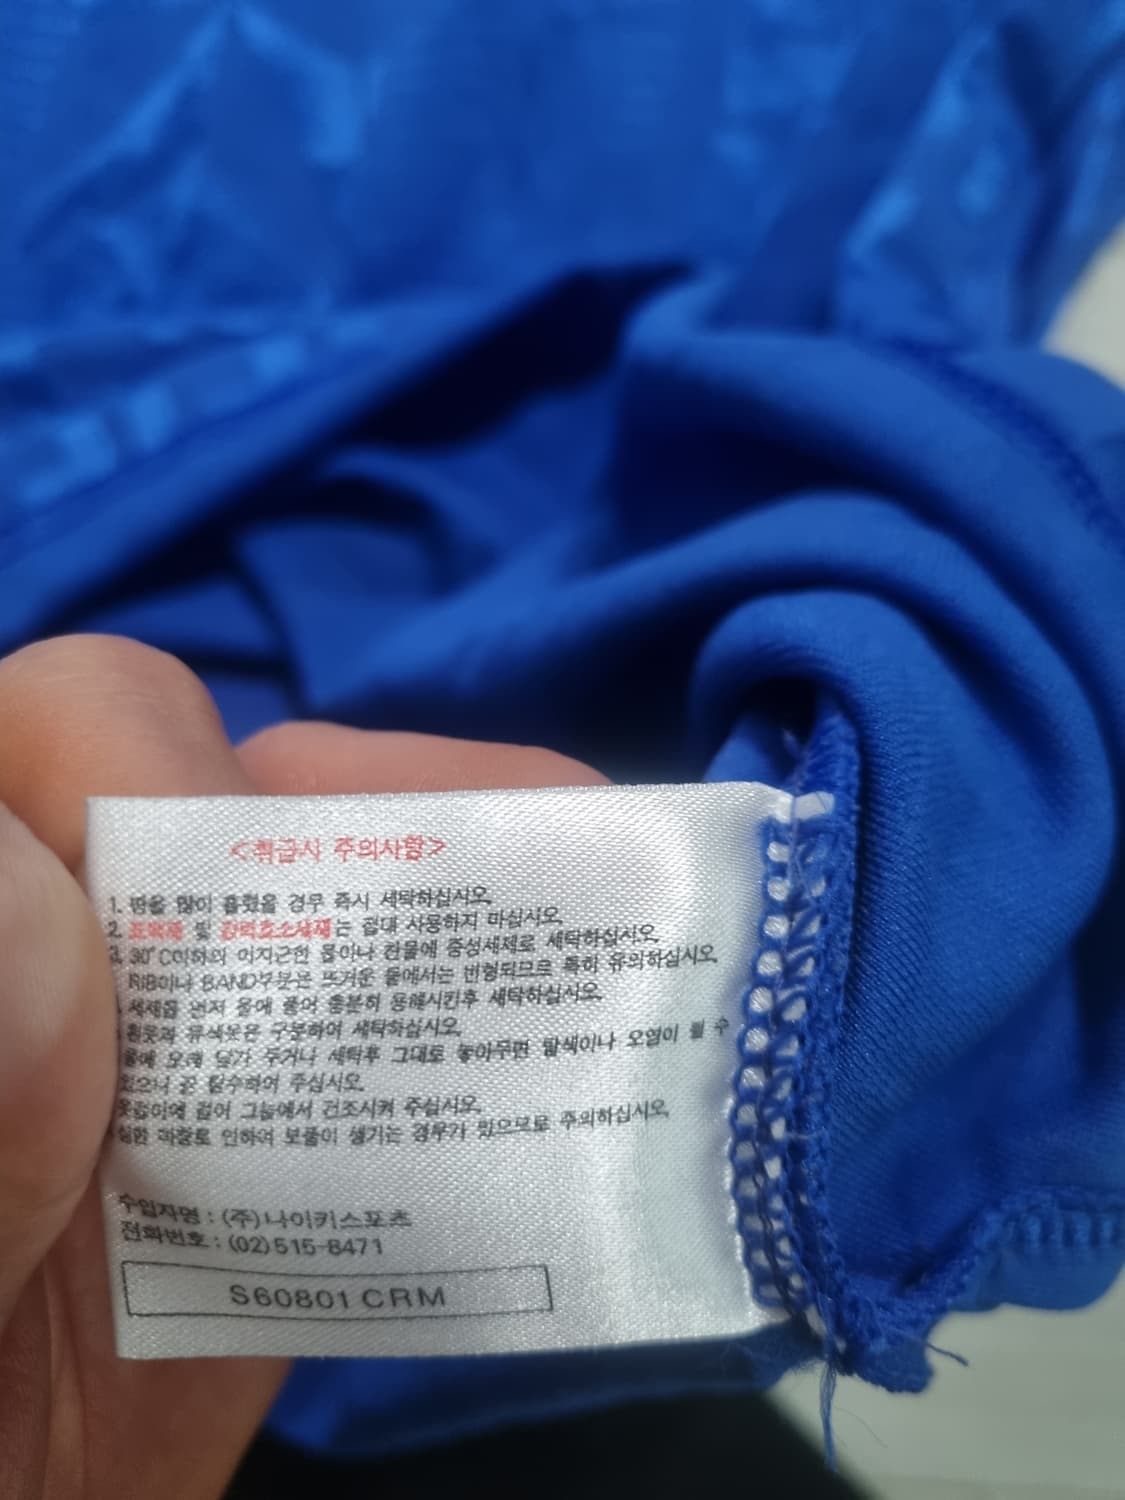 <취급시 주의사항>
1. 땀을 많이 흡수했을 경우 즉시 세탁하십시오.
2. 표백제 및 강력효소세제는 절대 사용하지 마십시오.
3. 30°C이하의 미지근한 물이나 찬물에 중성세제로 세탁하십시오.
RIB이나 BAND부분은 뜨거운 물에서는 변형되므로 특히 유의하십시오.
세제를 먼저 물에 풀어 충분히 용해시킨후 세탁하십시오.
흰옷과 유색옷은 구분하여 세탁하십시오.
물에 오래 담가 두거나 세탁후 그대로 놓아두면 탈색이나 오염이 될 수
있으니 곧 탈수하여 주십시오.
옷걸이에 걸어 그늘에서 건조시켜 주십시오.
심한 마찰로 인하여 보풀이 생기는 경우가 있으므로 주의하십시오.
수입자명 : (주)나이키스포츠
전화번호 : (02)515-8471
S60801 CRM